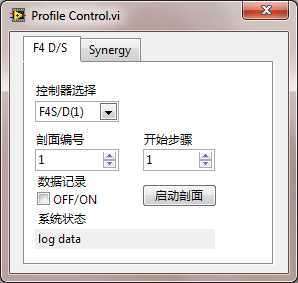 Profile Control.vi
F4 D/S Synergy
控制器选择
F4S/D(1)
剖面编号 开始步骤
1 1
数据记录
OFF/ON 启动剖面
系统状态
log data